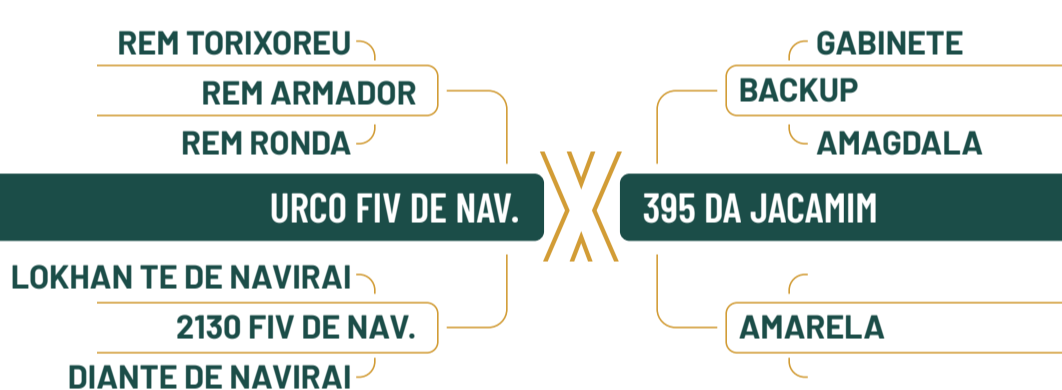 REM TORIXOREU
GABINETE
REM ARMADOR
BACKUP
REM RONDA
AMAGDALA
URCO FIV DE NAV.
395 DA JACAMIM
LOKHAN TE DE NAVIRAI
2130 FIV DE NAV.
AMARELA
DIANTE DE NAVIRAI